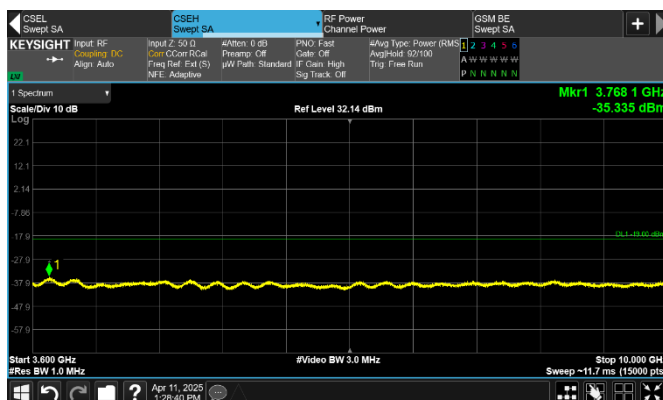 CSEL
Swept SA
CSEH
Swept SA
RF Power
Channel Power
GSM BE
Swept SA
+
KEYSIGHT
Input: RF
Coupling: DC
Align: Auto
Input Z: 50 Ω
Corr CCorr RCal
Freq Ref: Ext (S)
NFE: Adaptive
#Atten: 0 dB
Preamp: Off
µW Path: Standard
PNO: Fast
Gate: Off
IF Gain: High
Sig Track: Off
#Avg Type: Power (RMS
Avg|Hold: 92/100
Trig: Free Run
1 2 3 4 5 6
A W W W W W
P N N N N N
1 Spectrum
Mkr1 3.768 1 GHz
Scale/Div 10 dB
Ref Level 32.14 dBm
-35.335 dBm
Log
22.1
12.1
2.14
-7.86
-17.9
-27.9
-37.9
-47.9
-57.9
1
Start 3.600 GHz
#Video BW 3.0 MHz
Stop 10.000 GHz
#Res BW 1.0 MHz
Sweep ~11.7 ms (15000 pts)
?
Apr 11, 2025
1:28:40 PM